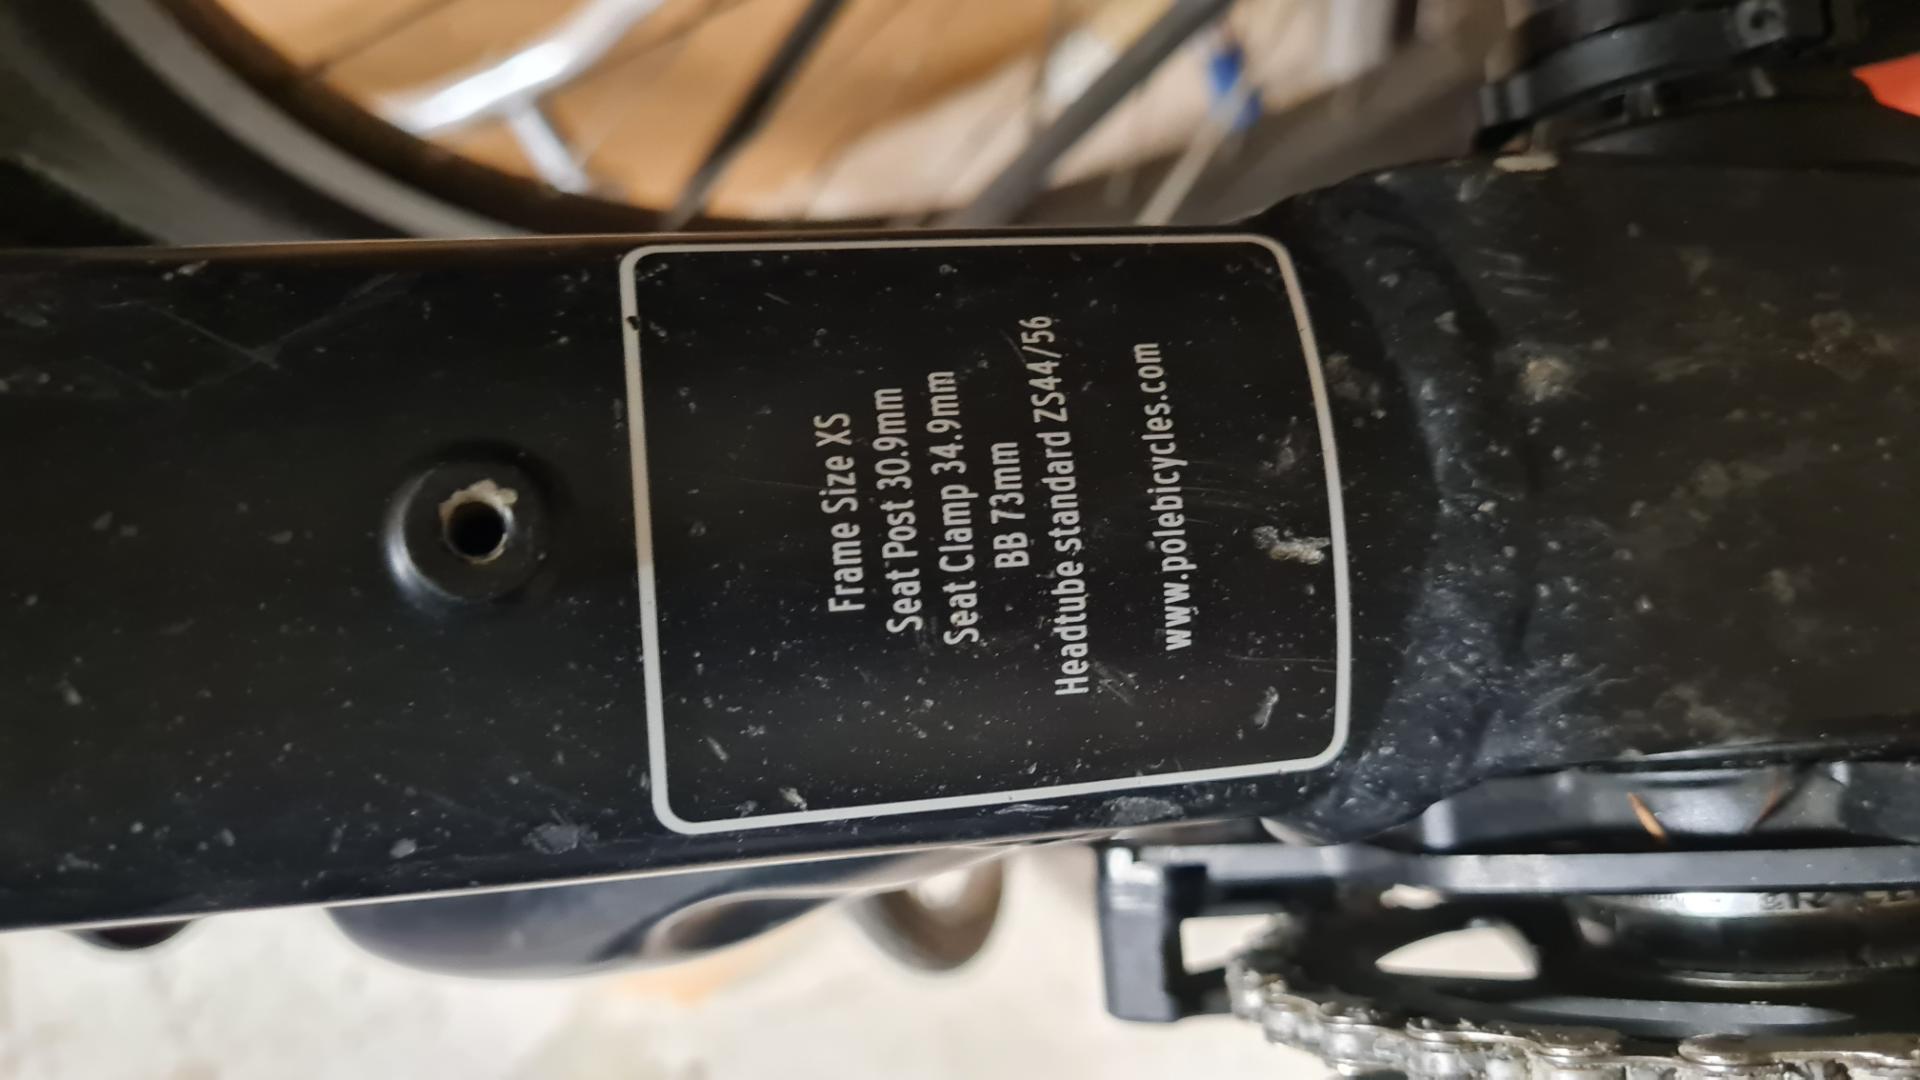 Frame Size XS
Seat Post 30.9mm
Seat Clamp 34.9mm
BB 73mm
Headtube standard ZS44/56
www.polebicycles.com